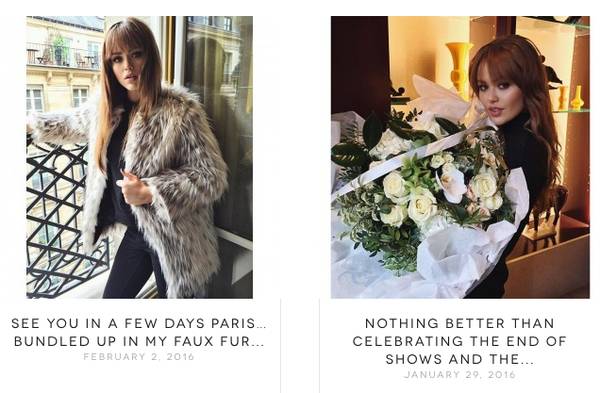 SEE YOU IN A FEW DAYS PARIS...
BUNDLED UP IN MY FAUX FUR...
FEBRUARY 2, 2016
NOTHING BETTER THAN
CELEBRATING THE END OF
SHOWS AND THE...
JANUARY 29, 2016